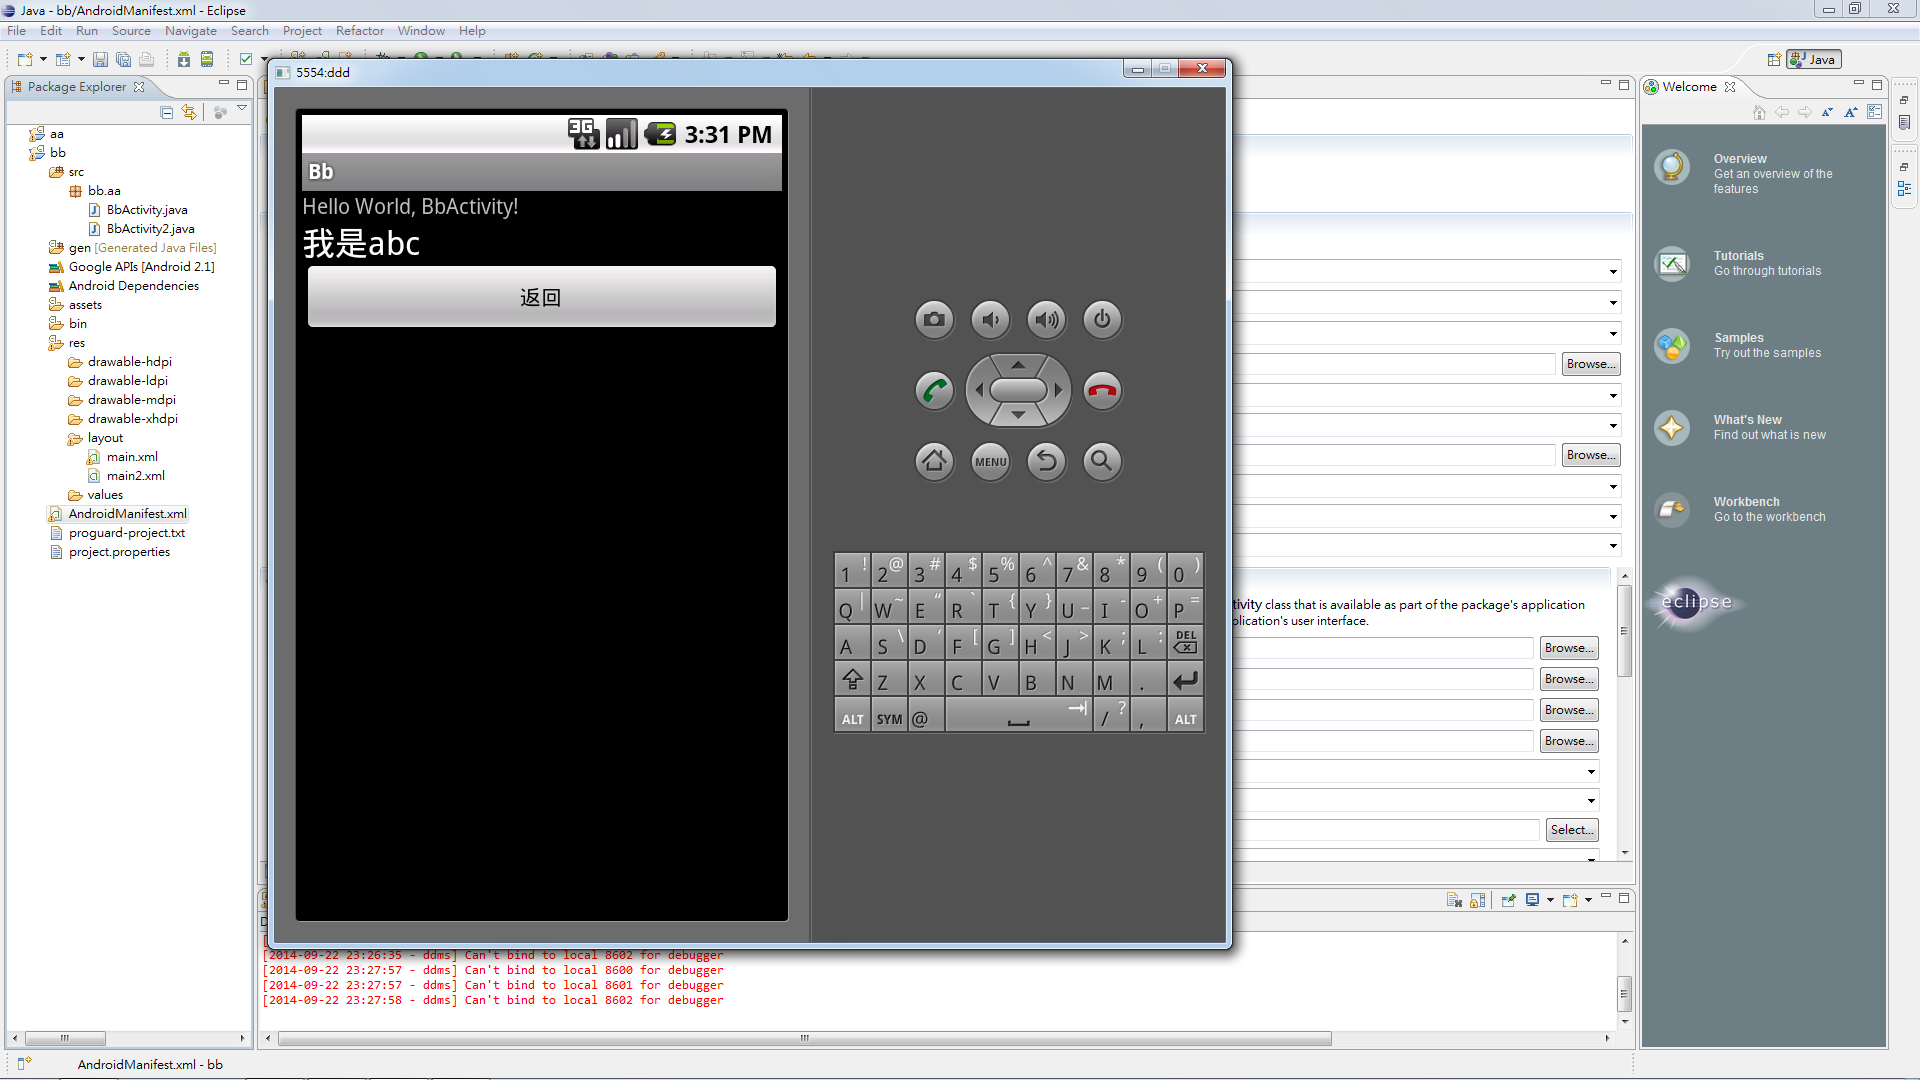 Java - bb/AndroidManifest.xml - Eclipse
File Edit Run Source Navigate Search Project Refactor Window Help
Java
Package Explorer
aa
bb
src
bb.aa
BbActivity.java
BbActivity2.java
gen [Generated Java Files]
Google APIs [Android 2.1]
Android Dependencies
assets
bin
res
drawable-hdpi
drawable-ldpi
drawable-mdpi
drawable-xhdpi
layout
main.xml
main2.xml
values
AndroidManifest.xml
proguard-project.txt
project.properties
5554:ddd
3G 3:31 PM
Bb
Hello World, BbActivity!
我是abc
返回
MENU
1 ! 2 @ 3 # 4 $ 5 % 6 ^ 7 & 8 * 9 ( 0 )
Q | W ~ E “ R ` T { Y } U _ I - O + P =
A S \ D ‘ F [ G ] H < J > K ; L : DEL
Z X C V B N M .
ALT SYM @ / ? , ALT
Browse...
Browse...
tivity class that is available as part of the package's application
plication's user interface.
Browse...
Browse...
Browse...
Browse...
Select...
Welcome
Overview
Get an overview of the
features
Tutorials
Go through tutorials
Samples
Try out the samples
What's New
Find out what is new
Workbench
Go to the workbench
eclipse
[2014-09-22 23:26:35 - ddms] Can't bind to local 8602 for debugger
[2014-09-22 23:27:57 - ddms] Can't bind to local 8600 for debugger
[2014-09-22 23:27:57 - ddms] Can't bind to local 8601 for debugger
[2014-09-22 23:27:58 - ddms] Can't bind to local 8602 for debugger
AndroidManifest.xml - bb